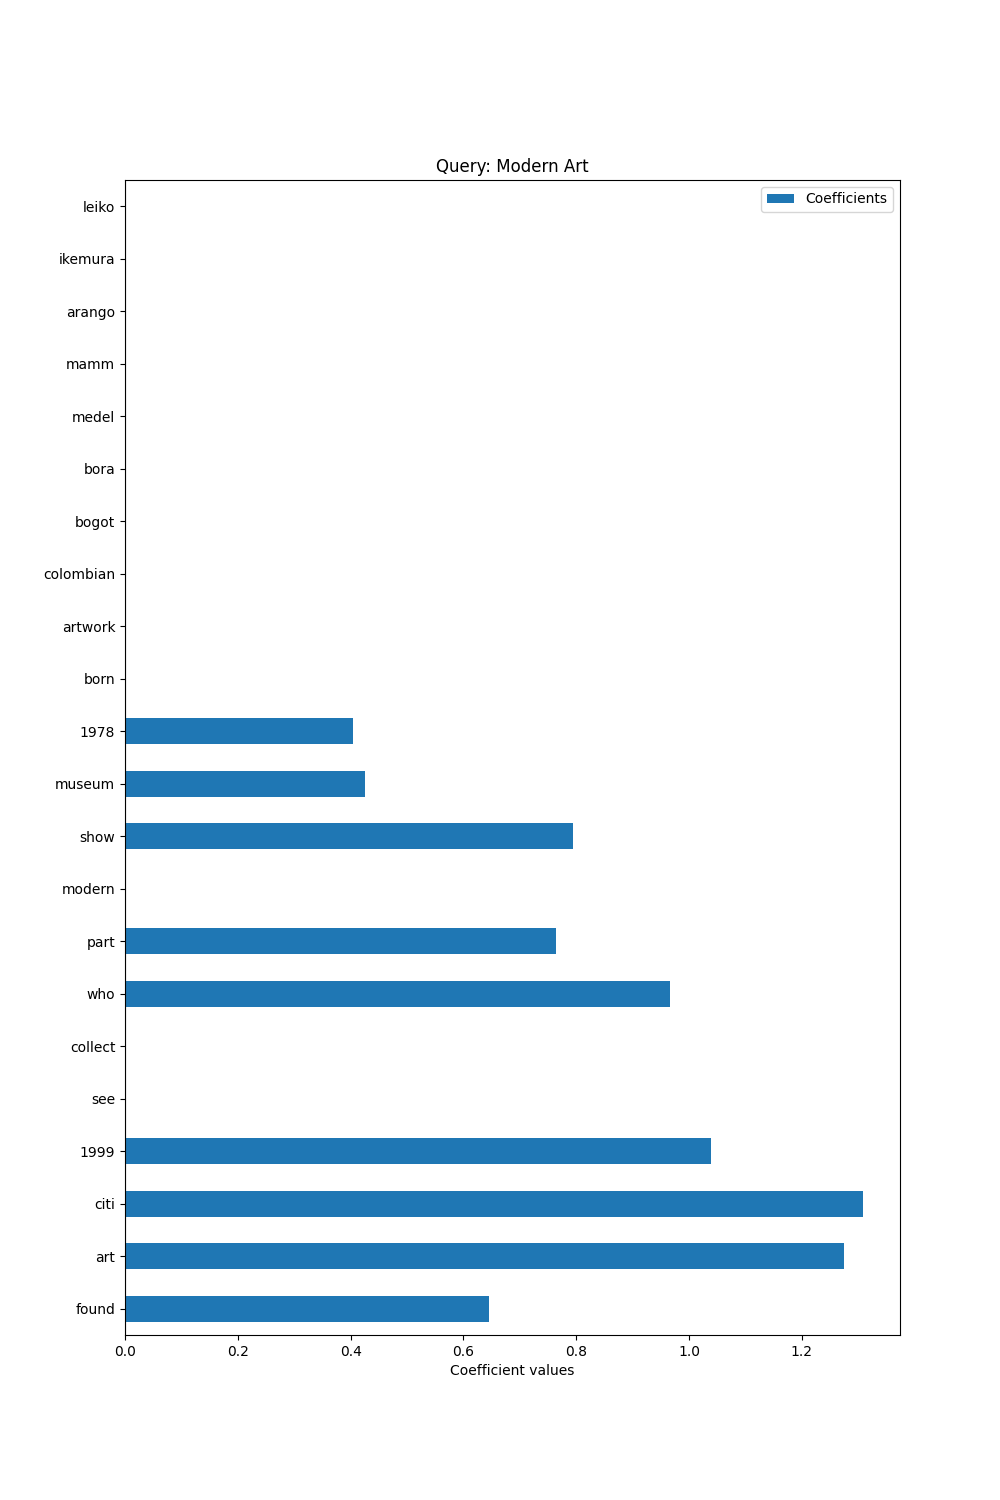 Query: Modern Art
Coefficients
leiko
ikemura
arango
mamm
medel
bora
bogot
colombian
artwork
born
1978
museum
show
modern
part
who
collect
see
1999
citi
art
found
0.0 0.2 0.4 0.6 0.8 1.0 1.2
Coefficient values